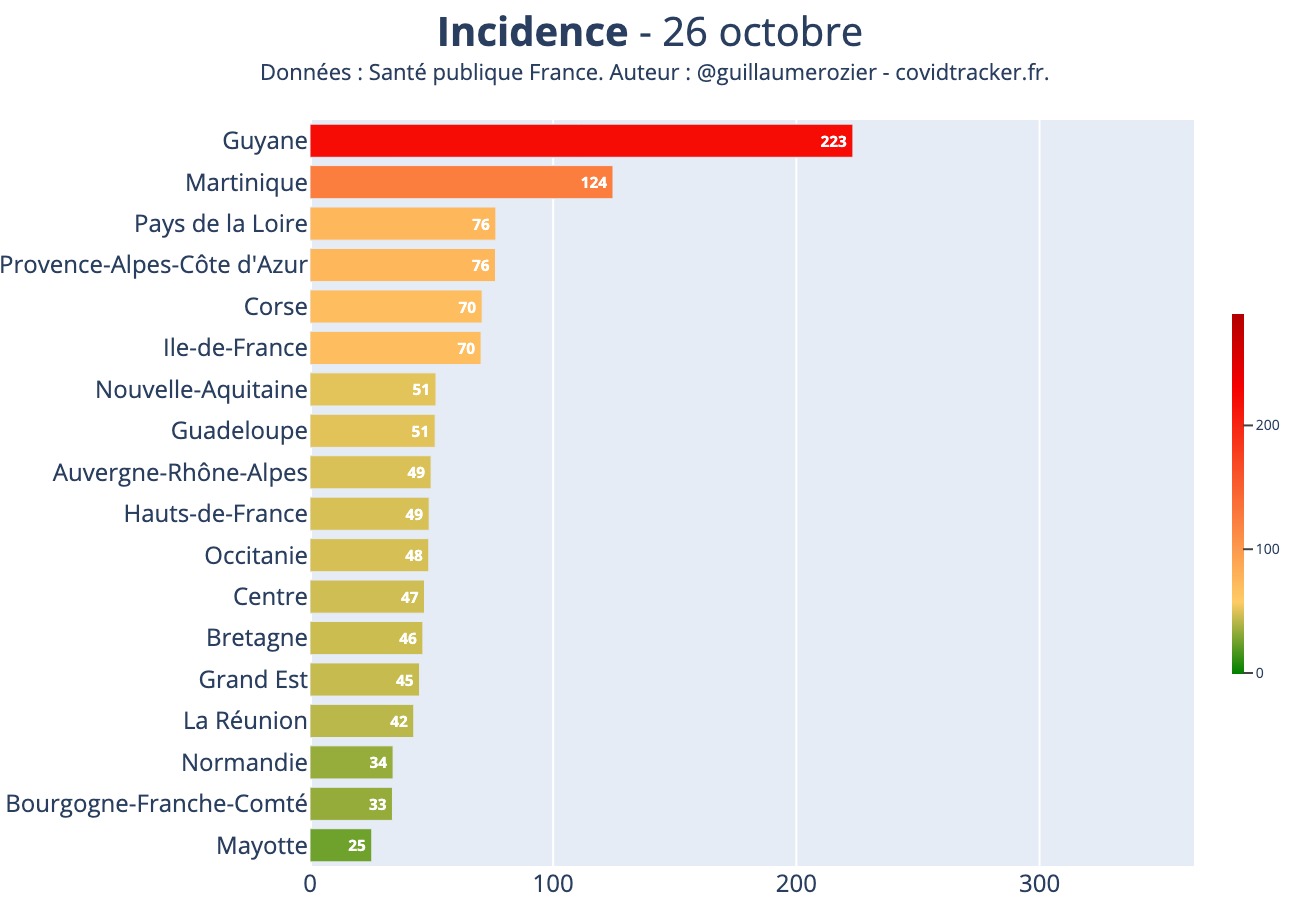 Incidence - 26 octobre
Données : Santé publique France. Auteur : @guillaumerozier - covidtracker.fr.
Guyane 223
Martinique 124
Pays de la Loire 76
Provence-Alpes-Côte d'Azur 76
Corse 70
Ile-de-France 70
Nouvelle-Aquitaine 51
Guadeloupe 51
Auvergne-Rhône-Alpes 49
Hauts-de-France 49
Occitanie 48
Centre 47
Bretagne 46
Grand Est 45
La Réunion 42
Normandie 34
Bourgogne-Franche-Comté 33
Mayotte 25
0 100 200 300
200
100
0